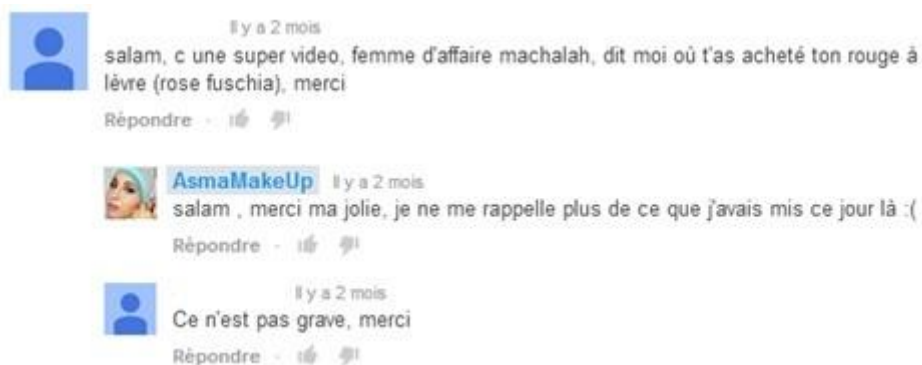 Il y a 2 mois
salam, c une super video, femme d'affaire machalah, dit moi où t'as acheté ton rouge à
lèvre (rose fuschia), merci
Répondre
AsmaMakeUp Il y a 2 mois
salam , merci ma jolie, je ne me rappelle plus de ce que j'avais mis ce jour là :(
Répondre
Il y a 2 mois
Ce n'est pas grave, merci
Répondre